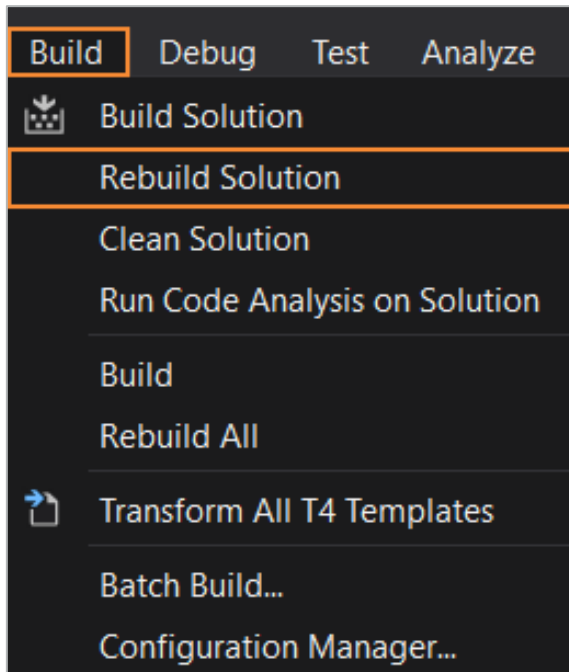 Build Debug Test Analyze
Build Solution
Rebuild Solution
Clean Solution
Run Code Analysis on Solution
Build
Rebuild All
Transform All T4 Templates
Batch Build...
Configuration Manager...